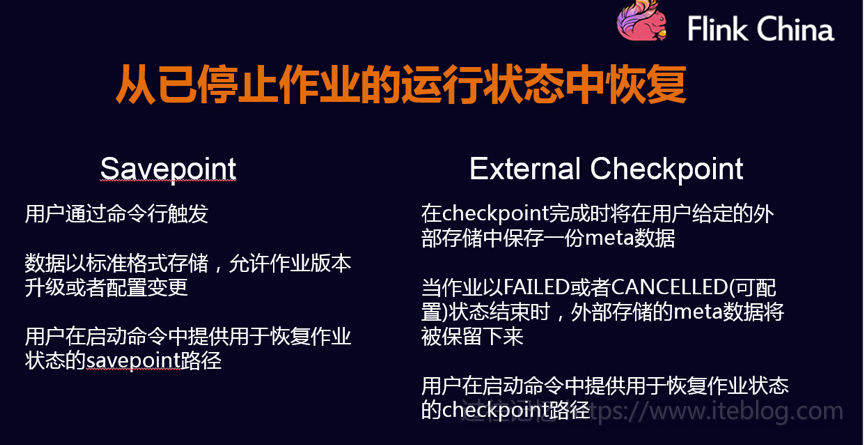 Flink China
从已停止作业的运行状态中恢复
Savepoint
用户通过命令行触发
数据以标准格式存储，允许作业版本
升级或者配置变更
用户在启动命令中提供用于恢复作业
状态的savepoint路径
External Checkpoint
在checkpoint完成时将在用户给定的外
部存储中保存一份meta数据
当作业以FAILED或者CANCELLED(可配
置)状态结束时，外部存储的meta数据将
被保留下来
用户在启动命令中提供用于恢复作业状态
的checkpoint路径
https://www.iteblog.com